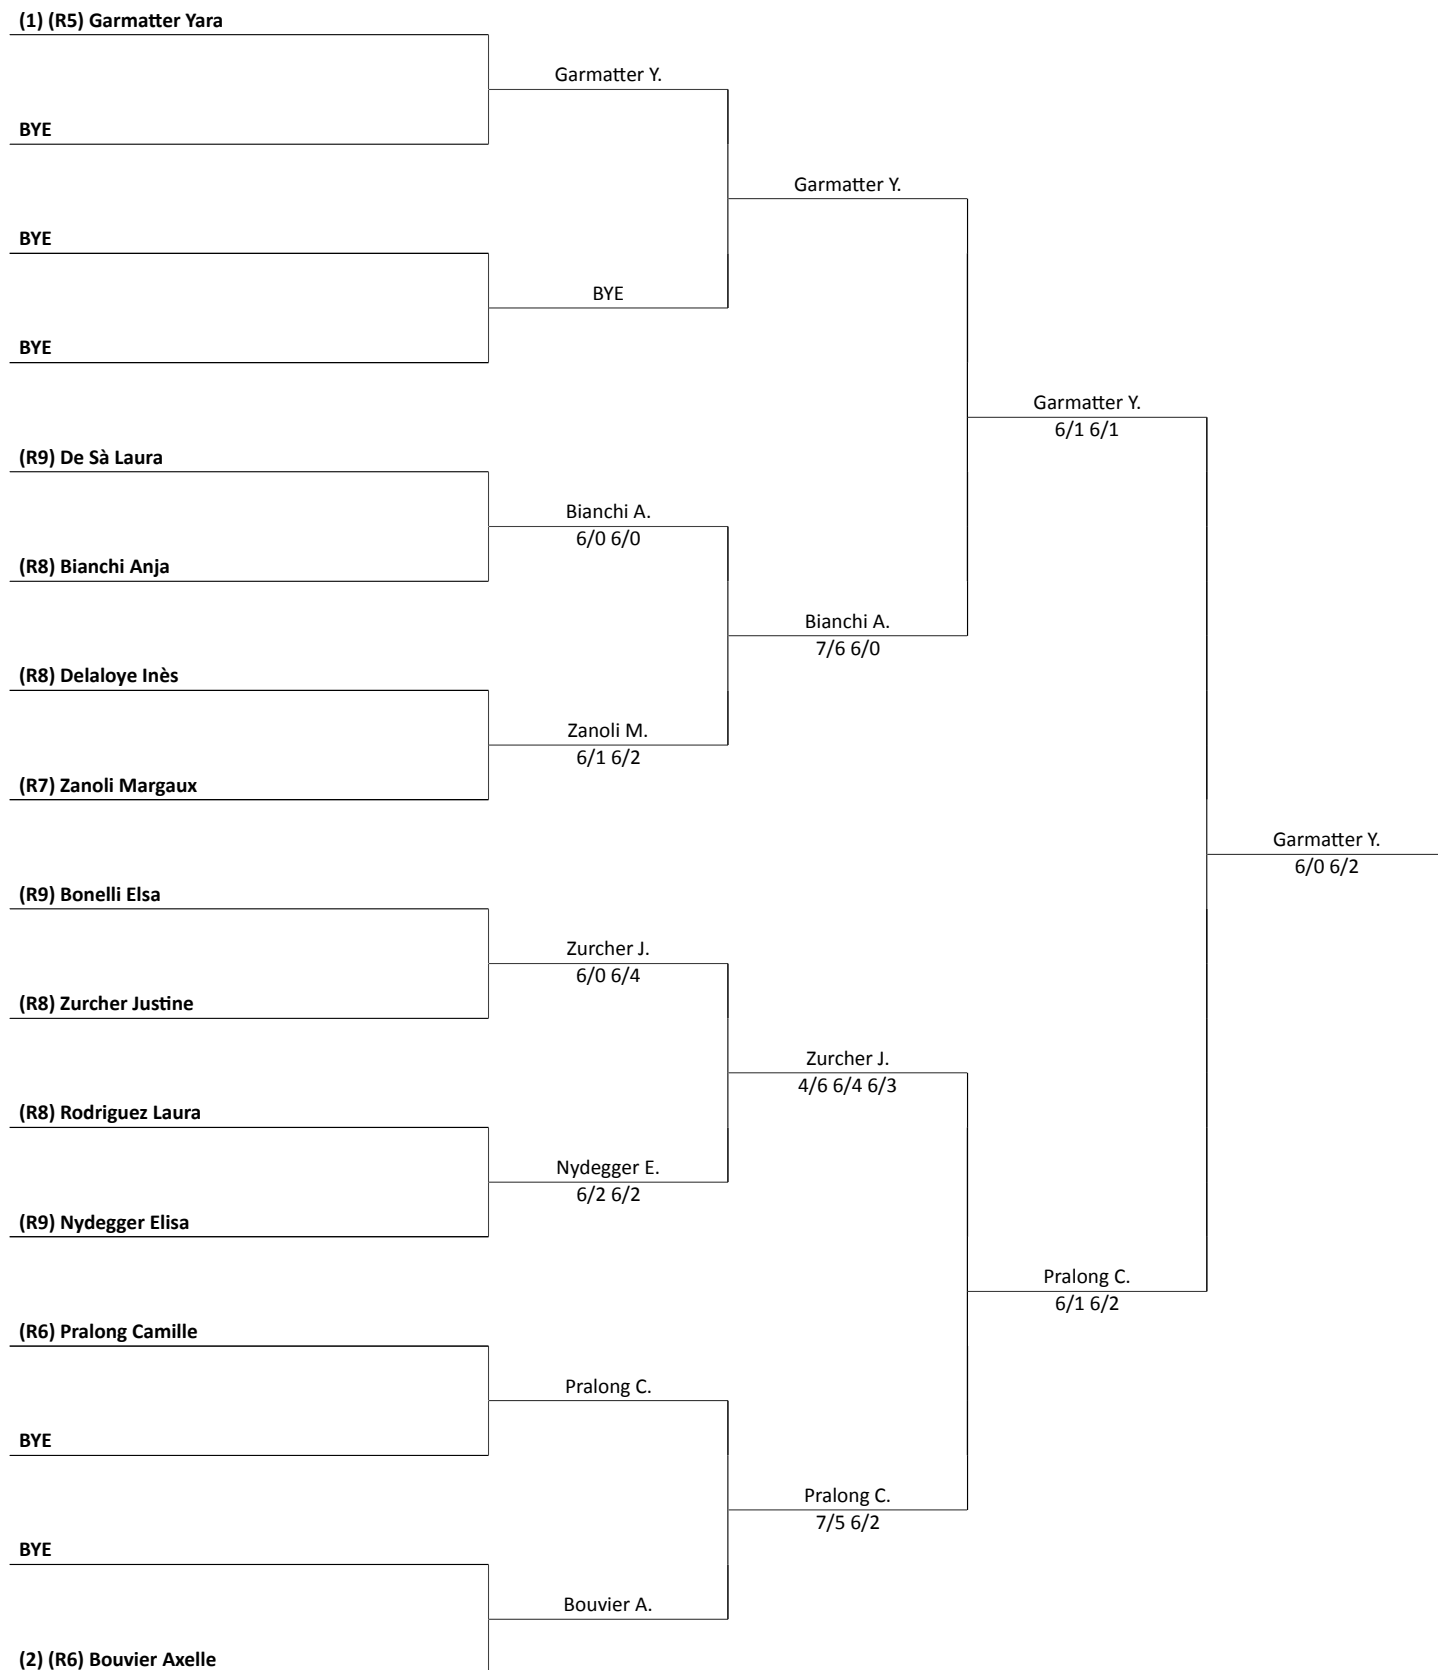 (1) (R5) Garmatter Yara
Garmatter Y.
BYE
Garmatter Y.
BYE
BYE
BYE
Garmatter Y.
6/1 6/1
(R9) De Sà Laura
Bianchi A.
6/0 6/0
(R8) Bianchi Anja
Bianchi A.
7/6 6/0
(R8) Delaloye Inès
Zanoli M.
6/1 6/2
(R7) Zanoli Margaux
Garmatter Y.
6/0 6/2
(R9) Bonelli Elsa
Zurcher J.
6/0 6/4
(R8) Zurcher Justine
Zurcher J.
4/6 6/4 6/3
(R8) Rodriguez Laura
Nydegger E.
6/2 6/2
(R9) Nydegger Elisa
Pralong C.
6/1 6/2
(R6) Pralong Camille
Pralong C.
BYE
Pralong C.
7/5 6/2
BYE
Bouvier A.
(2) (R6) Bouvier Axelle